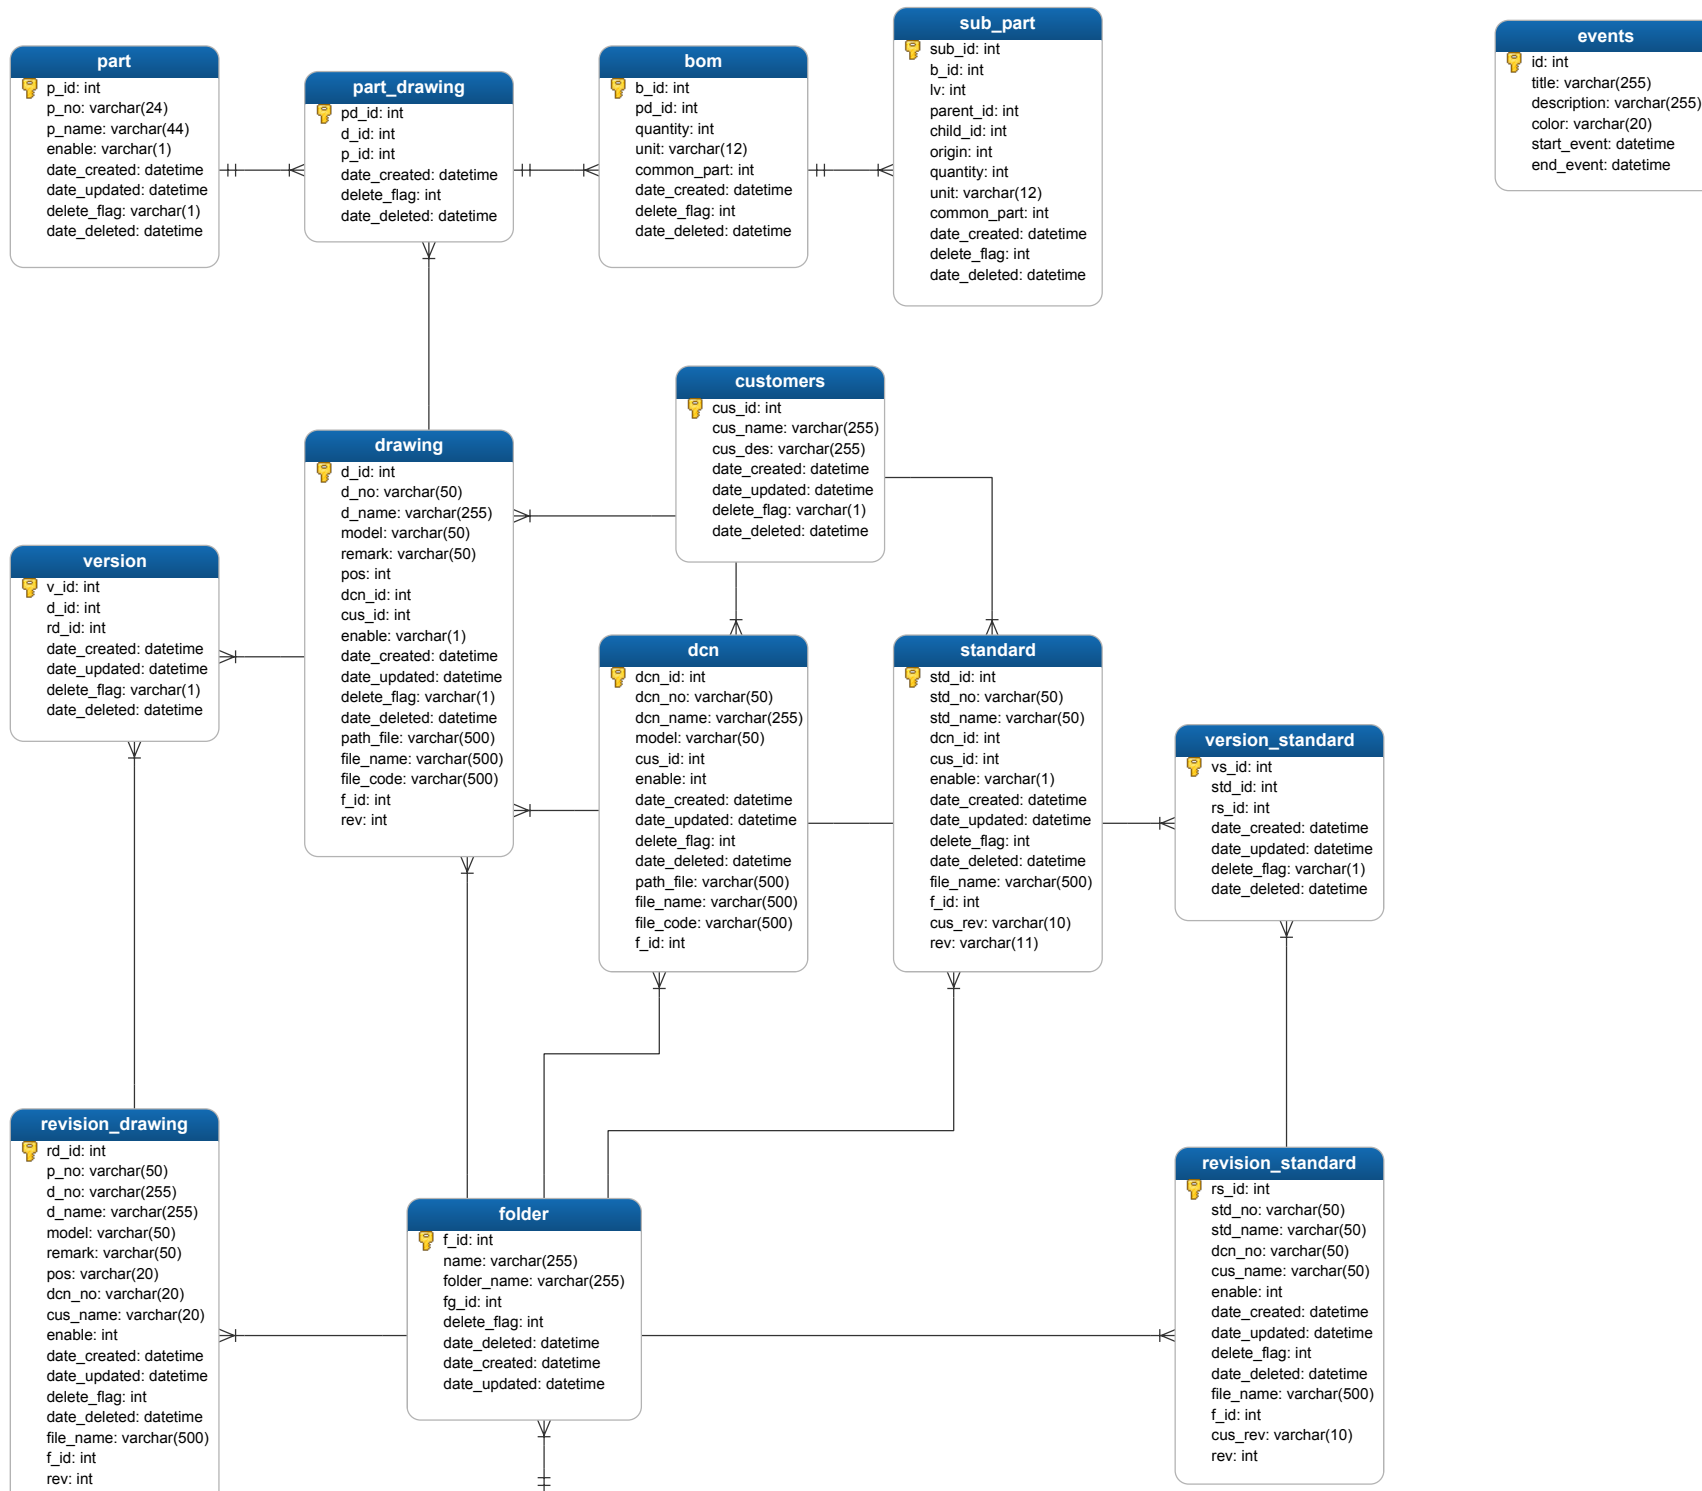 part
p_id: int
p_no: varchar(24)
p_name: varchar(44)
enable: varchar(1)
date_created: datetime
date_updated: datetime
delete_flag: varchar(1)
date_deleted: datetime
part_drawing
pd_id: int
d_id: int
p_id: int
date_created: datetime
delete_flag: int
date_deleted: datetime
bom
b_id: int
pd_id: int
quantity: int
unit: varchar(12)
common_part: int
date_created: datetime
delete_flag: int
date_deleted: datetime
sub_part
sub_id: int
b_id: int
lv: int
parent_id: int
child_id: int
origin: int
quantity: int
unit: varchar(12)
common_part: int
date_created: datetime
delete_flag: int
date_deleted: datetime
events
id: int
title: varchar(255)
description: varchar(255)
color: varchar(20)
start_event: datetime
end_event: datetime
customers
cus_id: int
cus_name: varchar(255)
cus_des: varchar(255)
date_created: datetime
date_updated: datetime
delete_flag: varchar(1)
date_deleted: datetime
drawing
d_id: int
d_no: varchar(50)
d_name: varchar(255)
model: varchar(50)
remark: varchar(50)
pos: int
dcn_id: int
cus_id: int
enable: varchar(1)
date_created: datetime
date_updated: datetime
delete_flag: varchar(1)
date_deleted: datetime
path_file: varchar(500)
file_name: varchar(500)
file_code: varchar(500)
f_id: int
rev: int
version
v_id: int
d_id: int
rd_id: int
date_created: datetime
date_updated: datetime
delete_flag: varchar(1)
date_deleted: datetime
dcn
dcn_id: int
dcn_no: varchar(50)
dcn_name: varchar(255)
model: varchar(50)
cus_id: int
enable: int
date_created: datetime
date_updated: datetime
delete_flag: int
date_deleted: datetime
path_file: varchar(500)
file_name: varchar(500)
file_code: varchar(500)
f_id: int
standard
std_id: int
std_no: varchar(50)
std_name: varchar(50)
dcn_id: int
cus_id: int
enable: varchar(1)
date_created: datetime
date_updated: datetime
delete_flag: int
date_deleted: datetime
file_name: varchar(500)
f_id: int
cus_rev: varchar(10)
rev: varchar(11)
version_standard
vs_id: int
std_id: int
rs_id: int
date_created: datetime
date_updated: datetime
delete_flag: varchar(1)
date_deleted: datetime
revision_drawing
rd_id: int
p_no: varchar(50)
d_no: varchar(255)
d_name: varchar(255)
model: varchar(50)
remark: varchar(50)
pos: varchar(20)
dcn_no: varchar(20)
cus_name: varchar(20)
enable: int
date_created: datetime
date_updated: datetime
delete_flag: int
date_deleted: datetime
file_name: varchar(500)
f_id: int
rev: int
folder
f_id: int
name: varchar(255)
folder_name: varchar(255)
fg_id: int
delete_flag: int
date_deleted: datetime
date_created: datetime
date_updated: datetime
revision_standard
rs_id: int
std_no: varchar(50)
std_name: varchar(50)
dcn_no: varchar(50)
cus_name: varchar(50)
enable: int
date_created: datetime
date_updated: datetime
delete_flag: int
date_deleted: datetime
file_name: varchar(500)
f_id: int
cus_rev: varchar(10)
rev: int